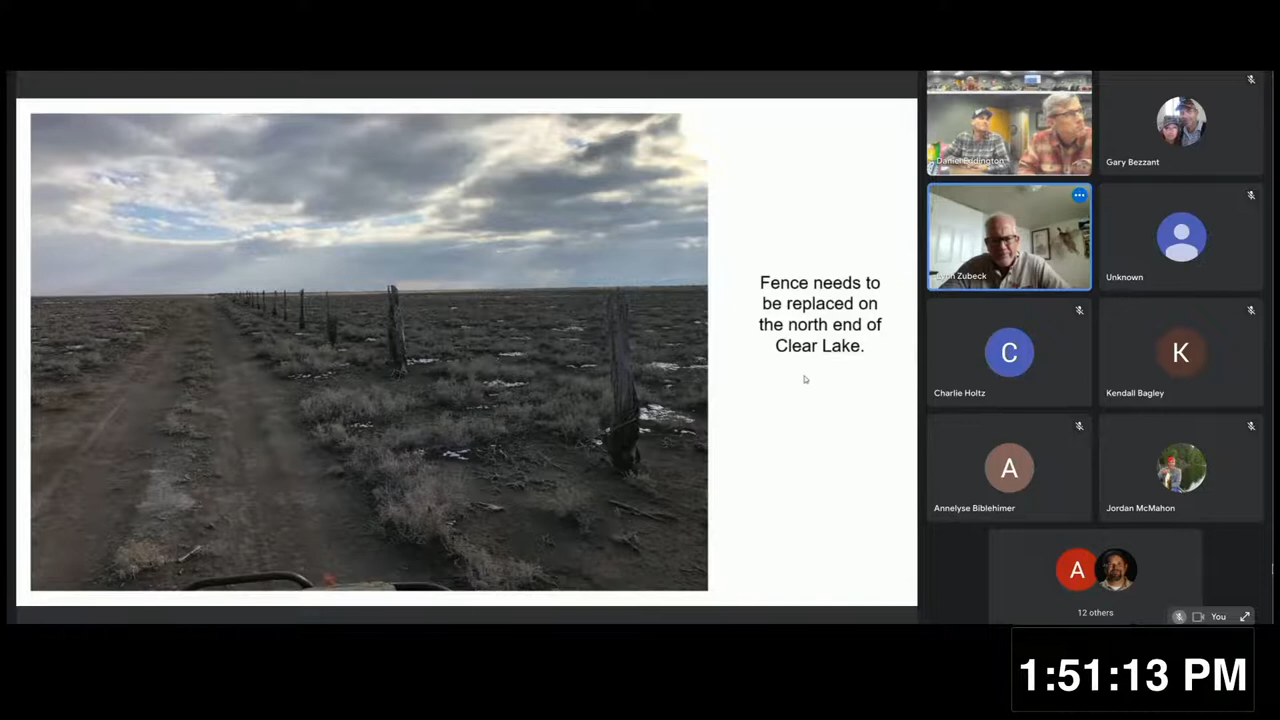 Fence needs to
be replaced on
the north end of
Clear Lake.
Daniel Eddington
Gary Bezzant
Lynn Zubeck
Unknown
C
Charlie Holtz
K
Kendall Bagley
A
Annelyse Biblehimer
Jordan McMahon
A
12 others
You
1:51:13 PM